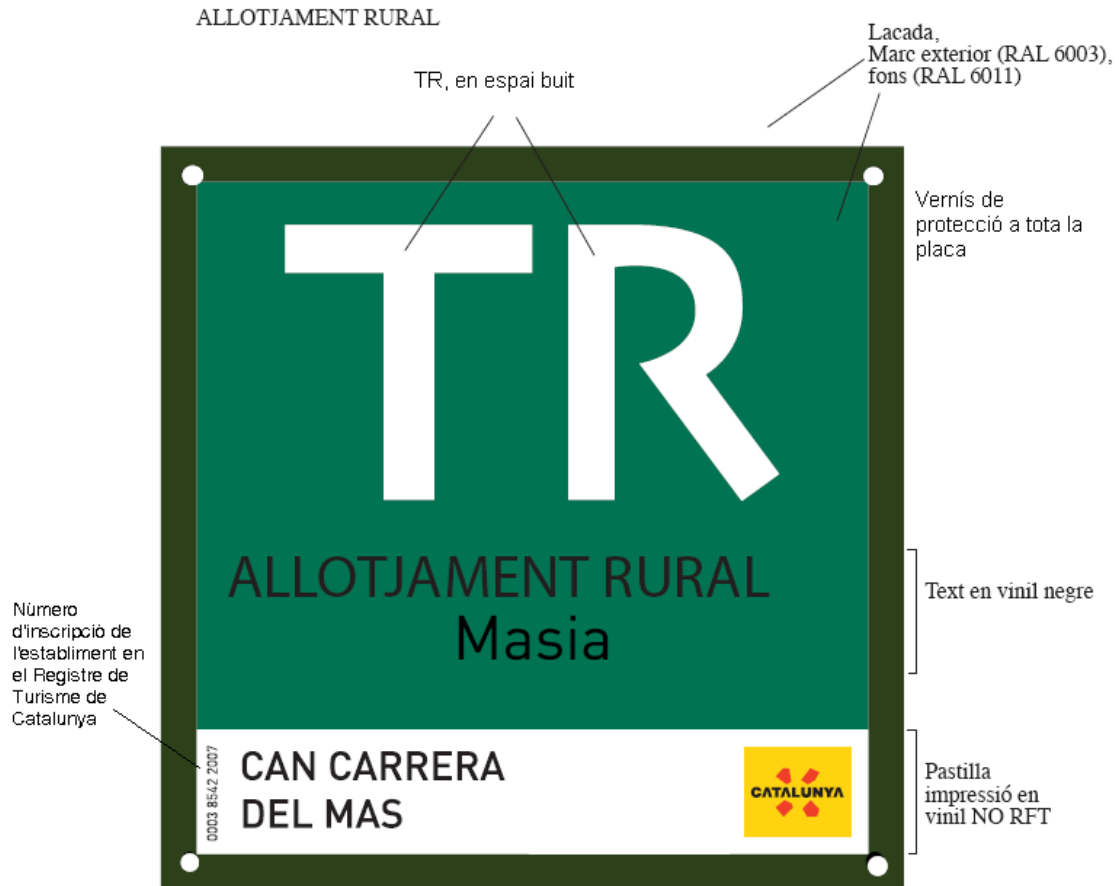 ALLOTJAMENT RURAL
Lacada,
Marc exterior (RAL 6003),
fons (RAL 6011)
TR, en espai buit
Vernís de
protecció a tota la
placa
TR
ALLOTJAMENT RURAL
Masia
Text en vinil negre
Número
d'inscripció de
l'establiment en
el Registre de
Turisme de
Catalunya
0003 8542 2007
CAN CARRERA
DEL MAS
CATALUNYA
Pastilla
impressió en
vinil NO RFT